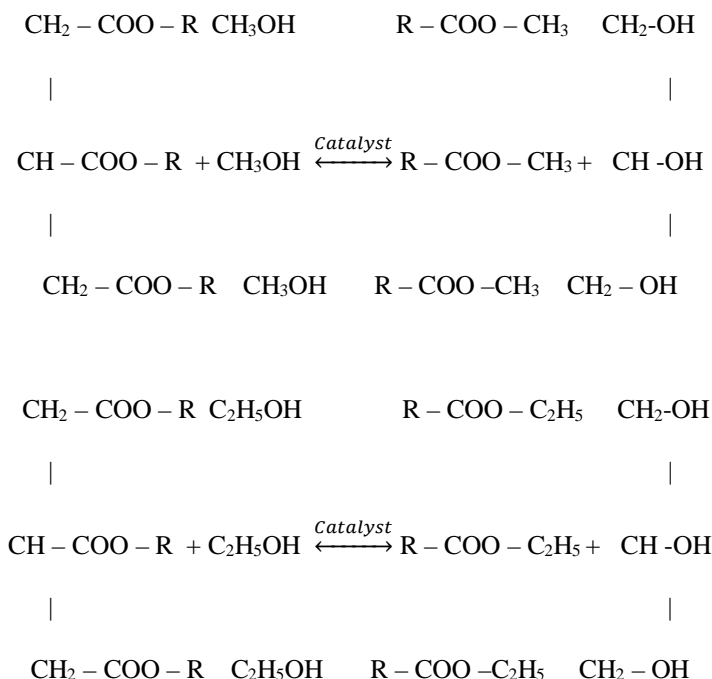 CH₂ – COO – R CH₃OH R – COO – CH₃ CH₂-OH
| |
CH – COO – R + CH₃OH ⟷ Catalyst R – COO – CH₃ + CH -OH
| |
CH₂ – COO – R CH₃OH R – COO –CH₃ CH₂ – OH
CH₂ – COO – R C₂H₅OH R – COO – C₂H₅ CH₂-OH
| |
CH – COO – R + C₂H₅OH ⟷ Catalyst R – COO – C₂H₅ + CH -OH
| |
CH₂ – COO – R C₂H₅OH R – COO –C₂H₅ CH₂ – OH